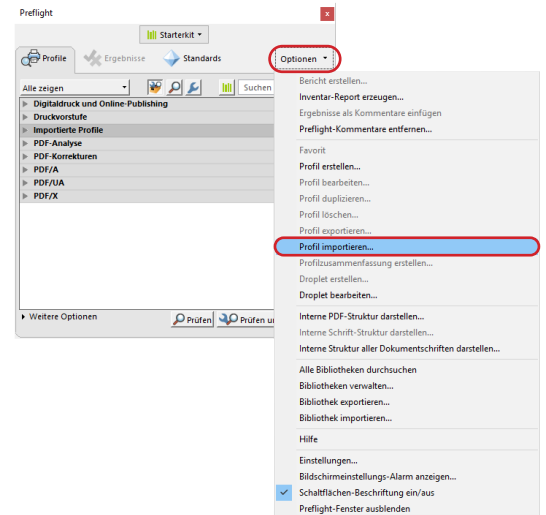 Preflight
x
Starterkit
Profile
Ergebnisse
Standards
Optionen
Alle zeigen
Suchen
Digitaldruck und Online-Publishing
Druckvorstufe
Importierte Profile
PDF-Analyse
PDF-Korrekturen
PDF/A
PDF/UA
PDF/X
Weitere Optionen
Prüfen
Prüfen u
Bericht erstellen...
Inventar-Report erzeugen...
Ergebnisse als Kommentare einfügen
Preflight-Kommentare entfernen...
Favorit
Profil erstellen...
Profil bearbeiten...
Profil duplizieren...
Profil löschen...
Profil exportieren...
Profil importieren...
Profilzusammenfassung erstellen...
Droplet erstellen...
Droplet bearbeiten...
Interne PDF-Struktur darstellen...
Interne Schrift-Struktur darstellen...
Interne Struktur aller Dokumentschriften darstellen...
Alle Bibliotheken durchsuchen
Bibliotheken verwalten...
Bibliothek exportieren...
Bibliothek importieren...
Hilfe
Einstellungen...
Bildschirmeinstellungs-Alarm anzeigen...
Schaltflächen-Beschriftung ein/aus
Preflight-Fenster ausblenden